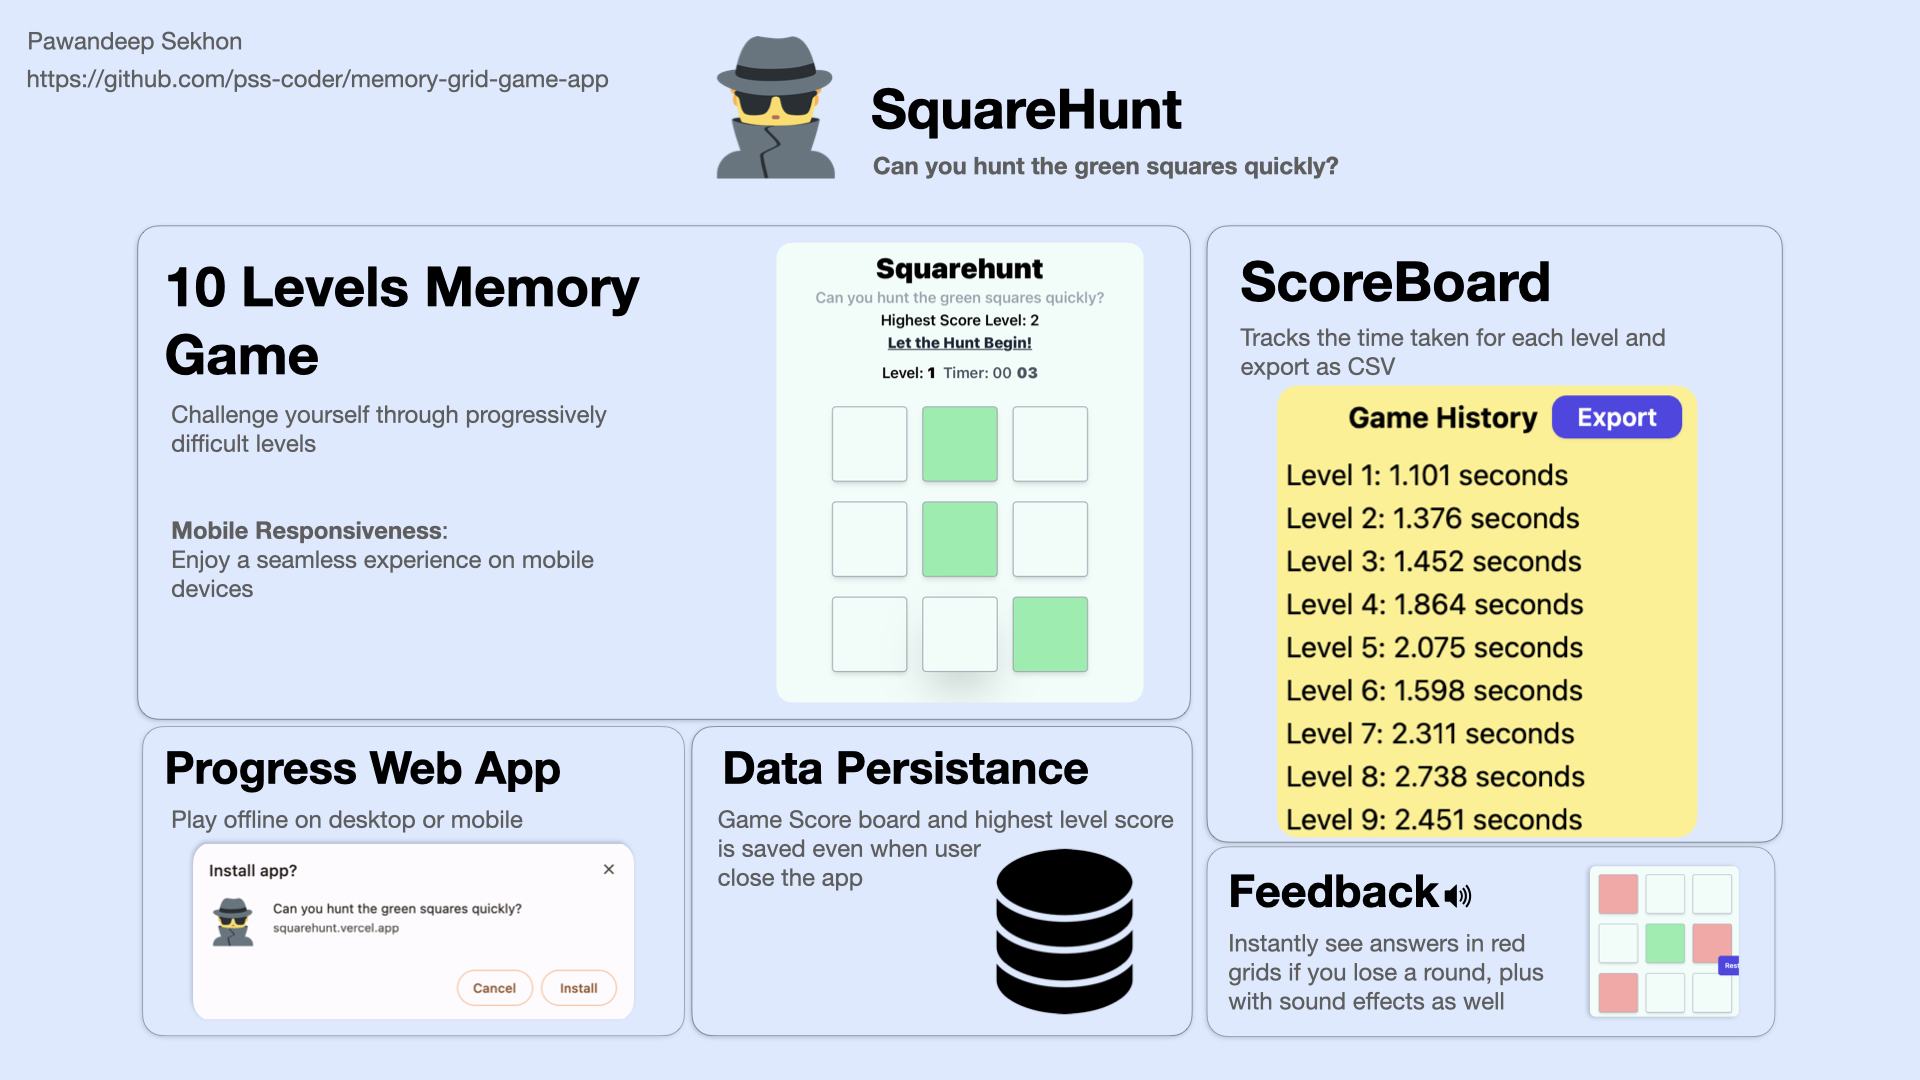 Pawandeep Sekhon
https://github.com/pss-coder/memory-grid-game-app
SquareHunt
Can you hunt the green squares quickly?
10 Levels Memory
Game
Challenge yourself through progressively
difficult levels
Mobile Responsiveness:
Enjoy a seamless experience on mobile
devices
Squarehunt
Can you hunt the green squares quickly?
Highest Score Level: 2
Let the Hunt Begin!
Level: 1 Timer: 00 03
ScoreBoard
Tracks the time taken for each level and
export as CSV
Game History
Export
Level 1: 1.101 seconds
Level 2: 1.376 seconds
Level 3: 1.452 seconds
Level 4: 1.864 seconds
Level 5: 2.075 seconds
Level 6: 1.598 seconds
Level 7: 2.311 seconds
Level 8: 2.738 seconds
Level 9: 2.451 seconds
Progress Web App
Play offline on desktop or mobile
Install app?
Can you hunt the green squares quickly?
squarehunt.vercel.app
Cancel
Install
Data Persistance
Game Score board and highest level score
is saved even when user
close the app
Feedback
Instantly see answers in red
grids if you lose a round, plus
with sound effects as well